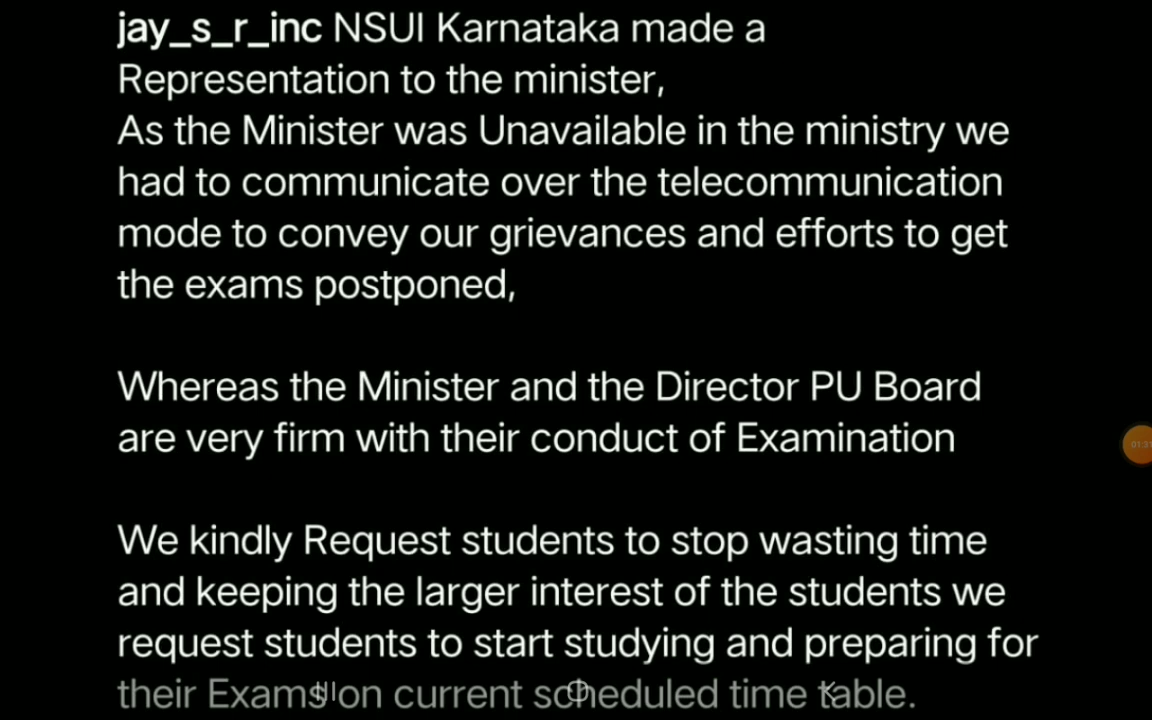 jay_s_r_inc NSUI Karnataka made a
Representation to the minister,
As the Minister was Unavailable in the ministry we
had to communicate over the telecommunication
mode to convey our grievances and efforts to get
the exams postponed,
Whereas the Minister and the Director PU Board
are very firm with their conduct of Examination
We kindly Request students to stop wasting time
and keeping the larger interest of the students we
request students to start studying and preparing for
their Exams on current scheduled time table.